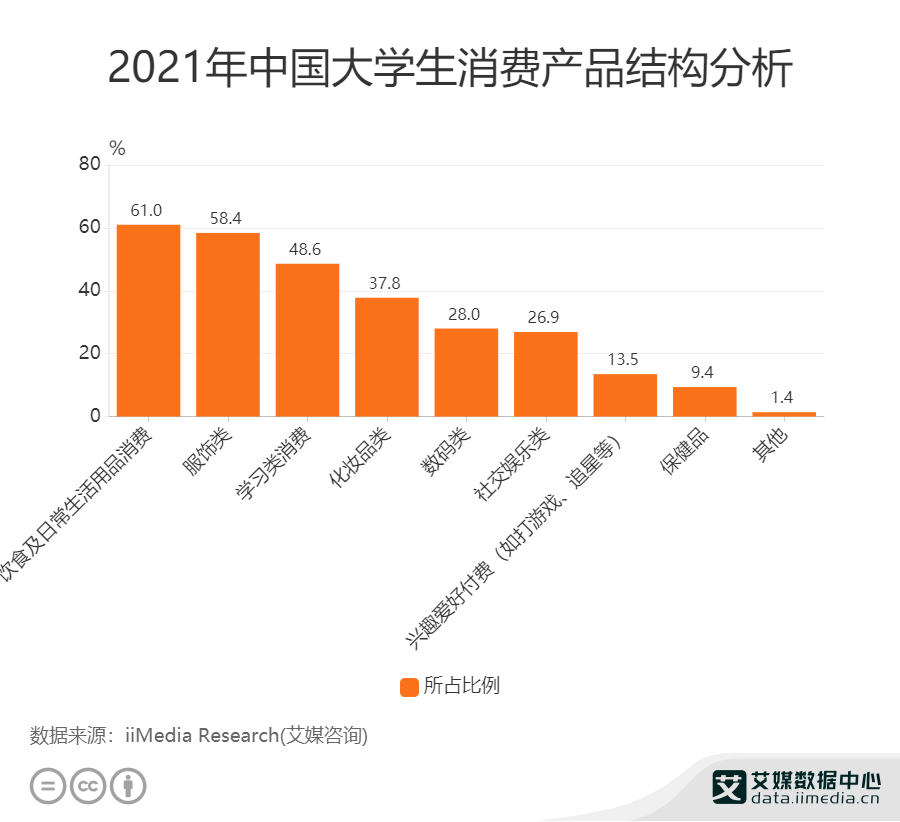 2021年中国大学生消费产品结构分析
%
80
60
40
20
0
61.0
58.4
48.6
37.8
28.0
26.9
13.5
9.4
1.4
饮食及日常生活用品消费
服饰类
学习类消费
化妆品类
数码类
社交娱乐类
兴趣爱好付费（如打游戏、追星等）
保健品
其他
所占比例
数据来源：iiMedia Research(艾媒咨询)
= cc
艾 艾媒数据中心
data.iimedia.cn